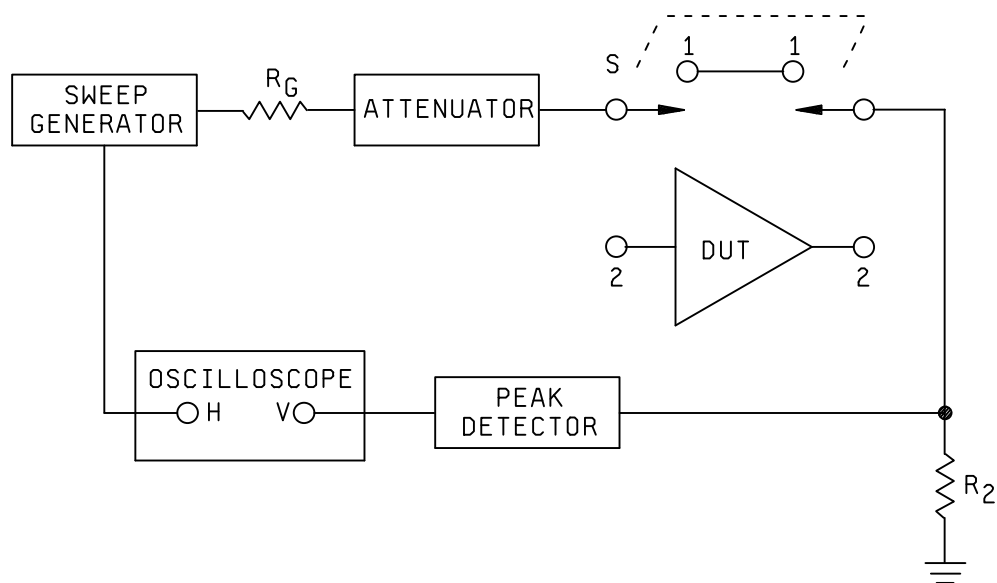 1 1
S
SWEEP
GENERATOR
RG
ATTENUATOR
DUT
2 2
OSCILLOSCOPE
H V
PEAK
DETECTOR
R2